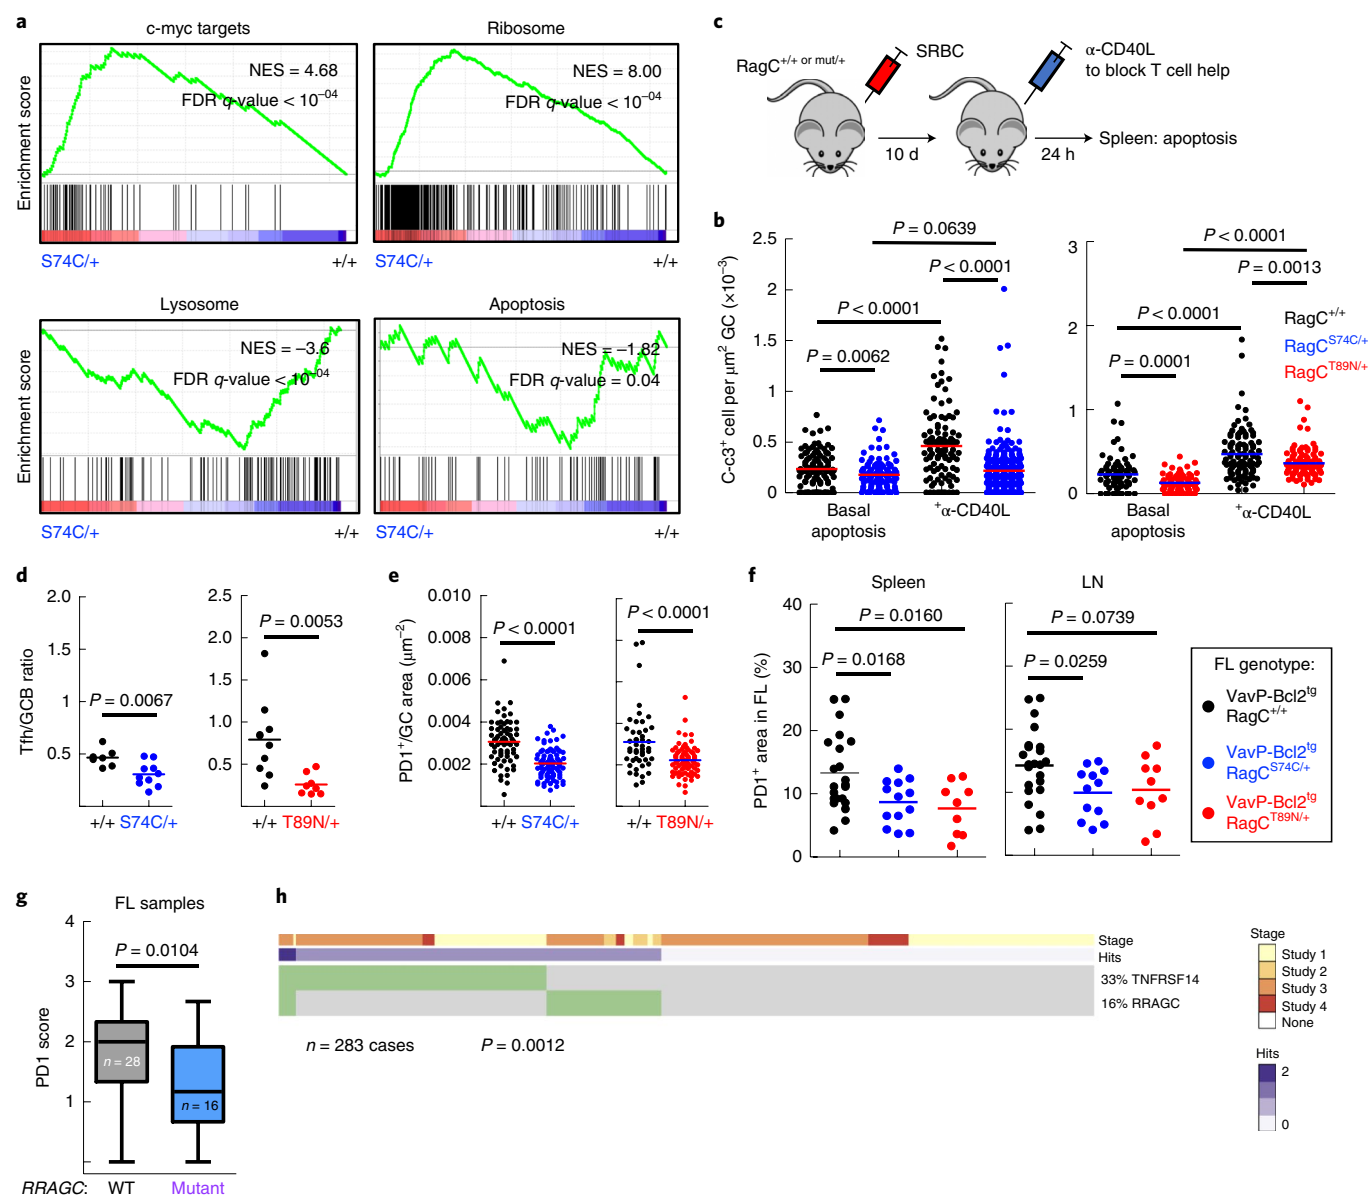 a
c-myc targets
NES = 4.68
FDR q-value < 10⁻⁰⁴
Enrichment score
S74C/+
+/+
Ribosome
NES = 8.00
FDR q-value < 10⁻⁰⁴
S74C/+
+/+
Lysosome
NES = –3.6
FDR q-value < 10⁻⁰⁴
Enrichment score
S74C/+
+/+
Apoptosis
NES = –1.82
FDR q-value = 0.04
S74C/+
+/+
c
RagC+/+ or mut/+
SRBC
10 d
α-CD40L
to block T cell help
24 h
Spleen: apoptosis
b
C-c3⁺ cell per μm² GC (×10⁻³)
2.5
2
1.5
1
0.5
0
P = 0.0639
P < 0.0001
P < 0.0001
P = 0.0062
Basal
apoptosis
⁺α-CD40L
3
2
1
0
P < 0.0001
P = 0.0013
P < 0.0001
P = 0.0001
RagC+/+
RagCS74C/+
RagCT89N/+
Basal
apoptosis
⁺α-CD40L
d
Tfh/GCB ratio
2.0
1
0.5
P = 0.0067
+/+ S74C/+
2.5
2.0
1.5
1.0
0.5
P = 0.0053
+/+ T89N/+
e
PD1⁺/GC area (μm⁻²)
0.010
0.008
0.006
0.004
0.002
P < 0.0001
+/+ S74C/+
P < 0.0001
+/+ T89N/+
f
PD1⁺ area in FL (%)
40
30
20
10
0
Spleen
P = 0.0160
P = 0.0168
LN
P = 0.0739
P = 0.0259
FL genotype:
VavP-Bcl2tg
RagC+/+
VavP-Bcl2tg
RagCS74C/+
VavP-Bcl2tg
RagCT89N/+
g
FL samples
PD1 score
4
3
2
1
P = 0.0104
n = 28
n = 16
RRAGC: WT Mutant
h
Stage
Hits
33% TNFRSF14
16% RRAGC
n = 283 cases P = 0.0012
Stage
Study 1
Study 2
Study 3
Study 4
None
Hits
2
0